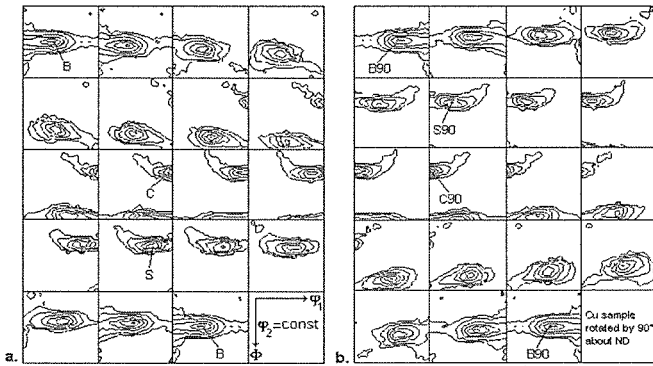 B
C
S
B
φ₁
φ₂=const
Φ
a.
B90
S90
C90
B90
Cu sample
rotated by 90°
about ND
b.